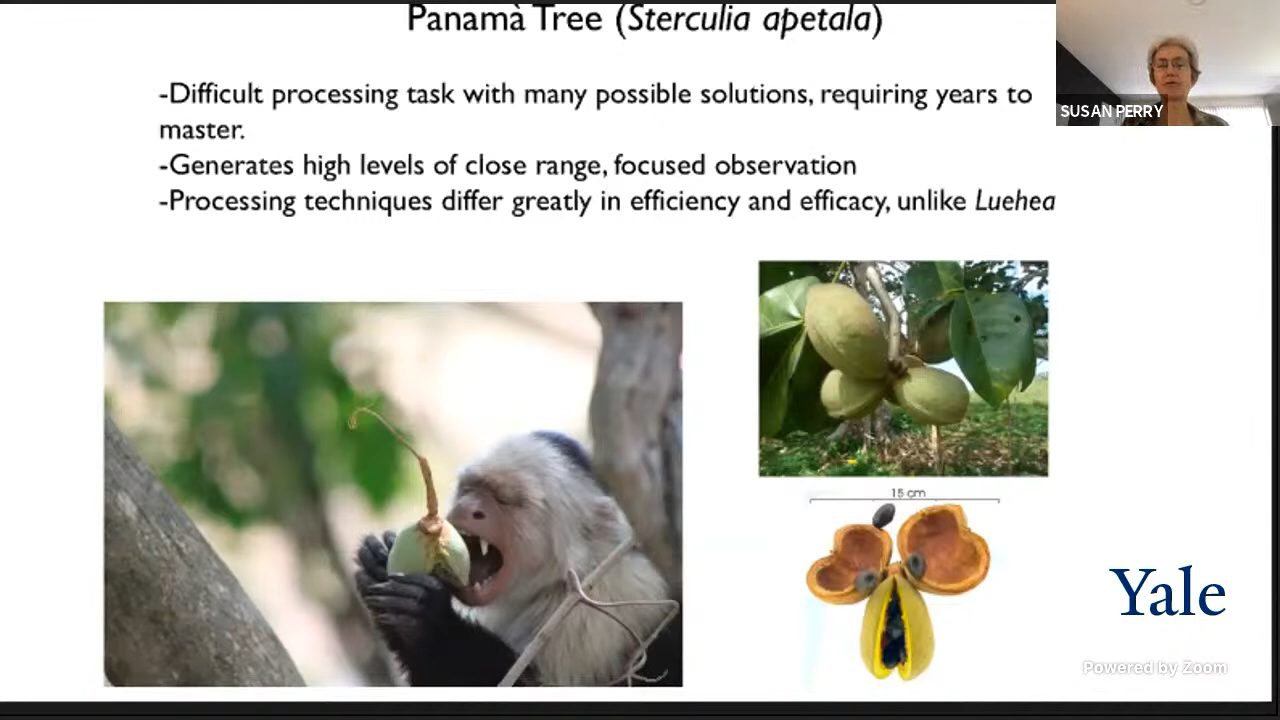 Panamà Tree (Sterculia apetala)
-Difficult processing task with many possible solutions, requiring years to
master.
-Generates high levels of close range, focused observation
-Processing techniques differ greatly in efficiency and efficacy, unlike Luehea
SUSAN PERRY
15 cm
Yale
Powered by Zoom